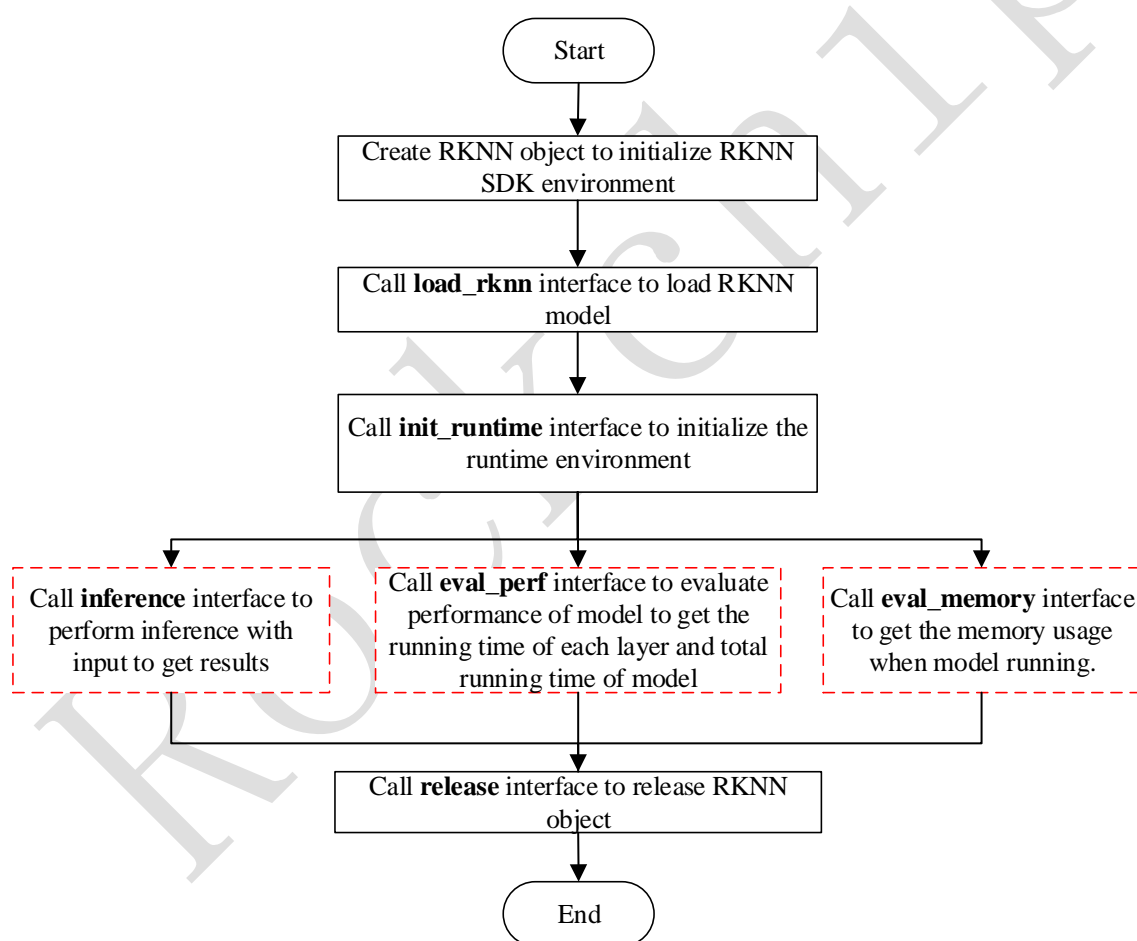 Start
Create RKNN object to initialize RKNN
SDK environment
Call load_rknn interface to load RKNN
model
Call init_runtime interface to initialize the
runtime environment
Call inference interface to
perform inference with
input to get results
Call eval_perf interface to evaluate
performance of model to get the
running time of each layer and total
running time of model
Call eval_memory interface
to get the memory usage
when model running.
Call release interface to release RKNN
object
End
Rockchip